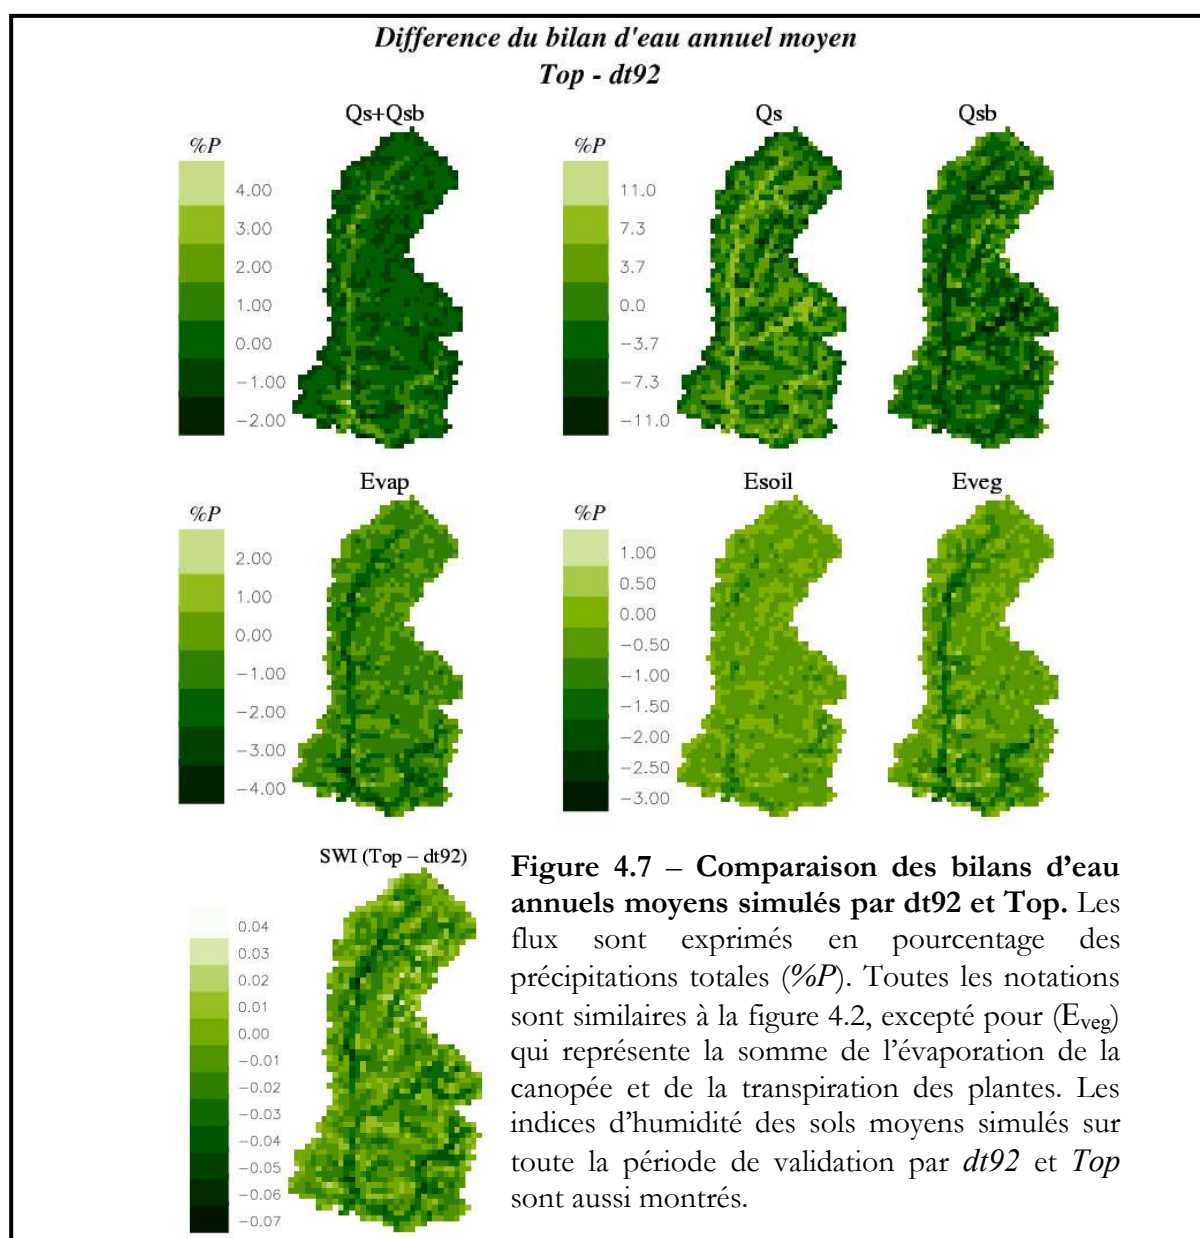 Difference du bilan d'eau annuel moyen
Top - dt92
Qs+Qsb
Qs
Qsb
%P
4.00
3.00
2.00
1.00
0.00
-1.00
-2.00
%P
11.0
7.3
3.7
0.0
-3.7
-7.3
-11.0
Evap
Esoil
Eveg
%P
2.00
1.00
0.00
-1.00
-2.00
-3.00
-4.00
%P
1.00
0.50
0.00
-0.50
-1.00
-1.50
-2.00
-2.50
-3.00
SWI (Top – dt92)
0.04
0.03
0.02
0.01
0.00
-0.01
-0.02
-0.03
-0.04
-0.05
-0.06
-0.07
Figure 4.7 – Comparaison des bilans d’eau
annuels moyens simulés par dt92 et Top. Les
flux sont exprimés en pourcentage des
précipitations totales (%P). Toutes les notations
sont similaires à la figure 4.2, excepté pour (Eveg)
qui représente la somme de l’évaporation de la
canopée et de la transpiration des plantes. Les
indices d’humidité des sols moyens simulés sur
toute la période de validation par dt92 et Top
sont aussi montrés.